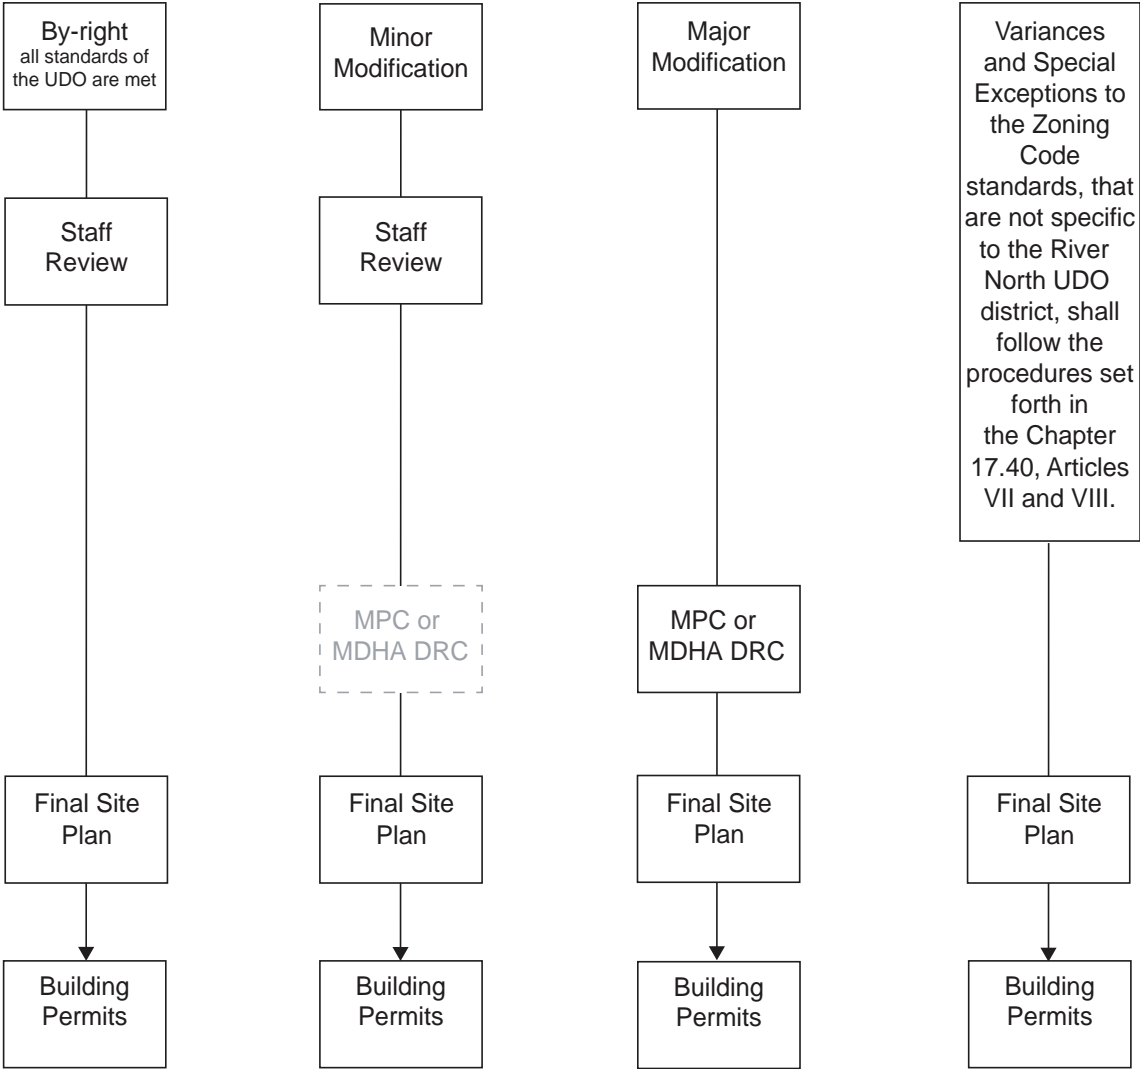 By-right
all standards of
the UDO are met
Staff
Review
Final Site
Plan
Building
Permits
Minor
Modification
Staff
Review
MPC or
MDHA DRC
Final Site
Plan
Building
Permits
Major
Modification
MPC or
MDHA DRC
Final Site
Plan
Building
Permits
Variances
and Special
Exceptions to
the Zoning
Code
standards, that
are not specific
to the River
North UDO
district, shall
follow the
procedures set
forth in
the Chapter
17.40, Articles
VII and VIII.
Final Site
Plan
Building
Permits